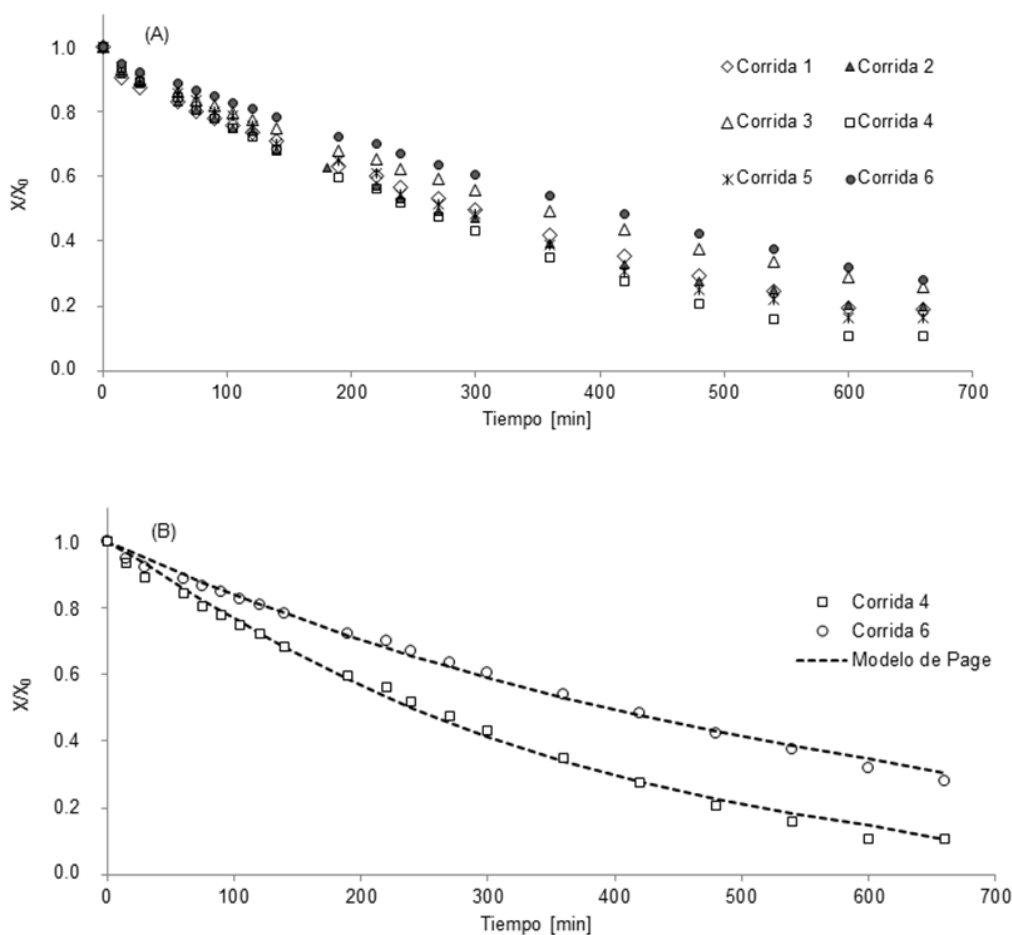 (A)
1.0
0.8
0.6
0.4
0.2
0.0
X/X₀
◇Corrida 1 ▲Corrida 2
△Corrida 3 □Corrida 4
Corrida 5 ●Corrida 6
0 100 200 300 400 500 600 700
Tiempo [min]
(B)
1.0
0.8
0.6
0.4
0.2
0.0
X/X₀
Corrida 4
Corrida 6
Modelo de Page
0 100 200 300 400 500 600 700
Tiempo [min]